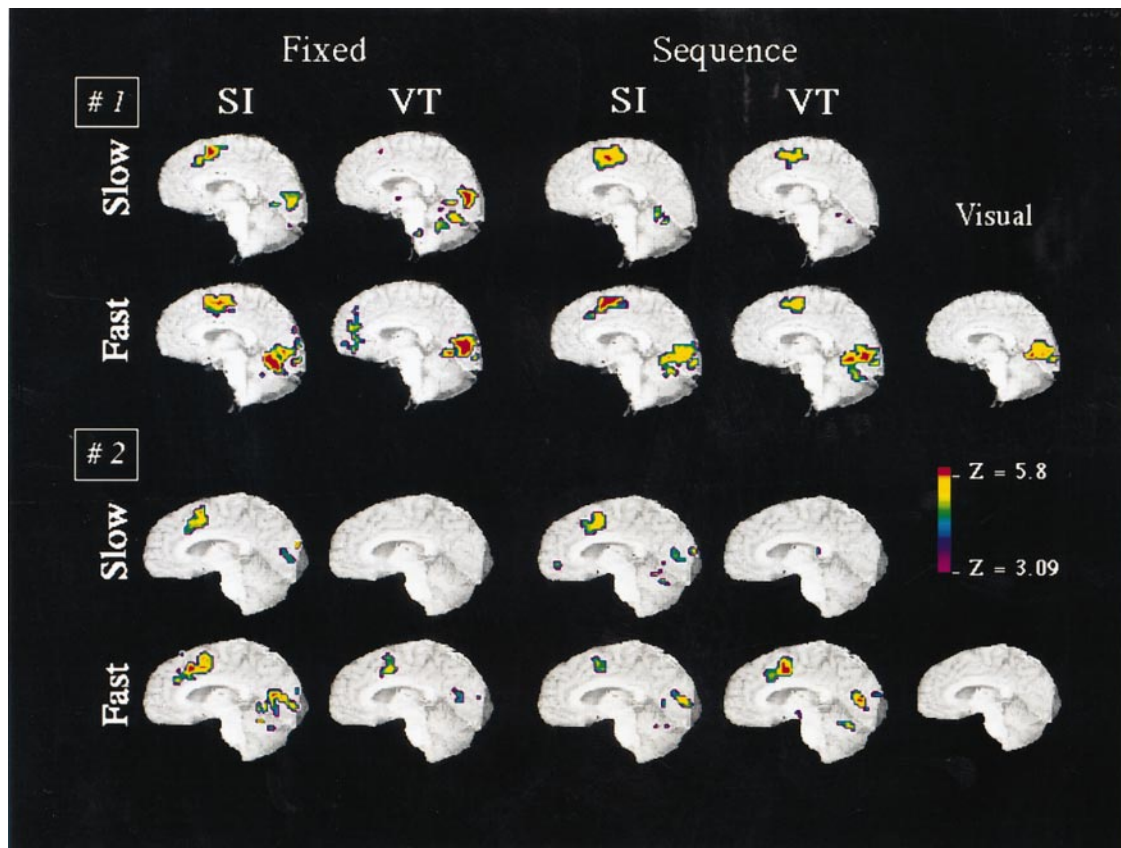 Fixed Sequence
# 1 SI VT SI VT
Slow
Visual
Fast
# 2
Slow
Z = 5.8
Z = 3.09
Fast